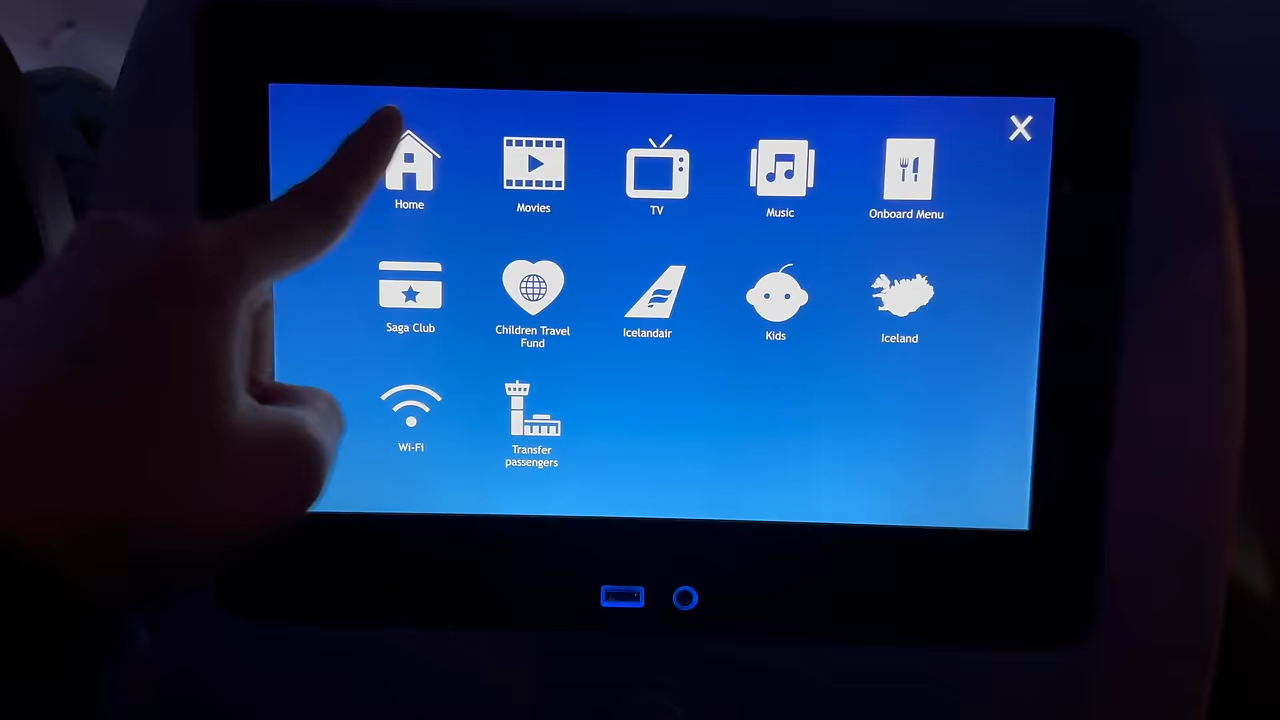 X
Home
Movies
TV
Music
Onboard Menu
Saga Club
Children Travel
Fund
Icelandair
Kids
Iceland
Wi-Fi
Transfer
passengers